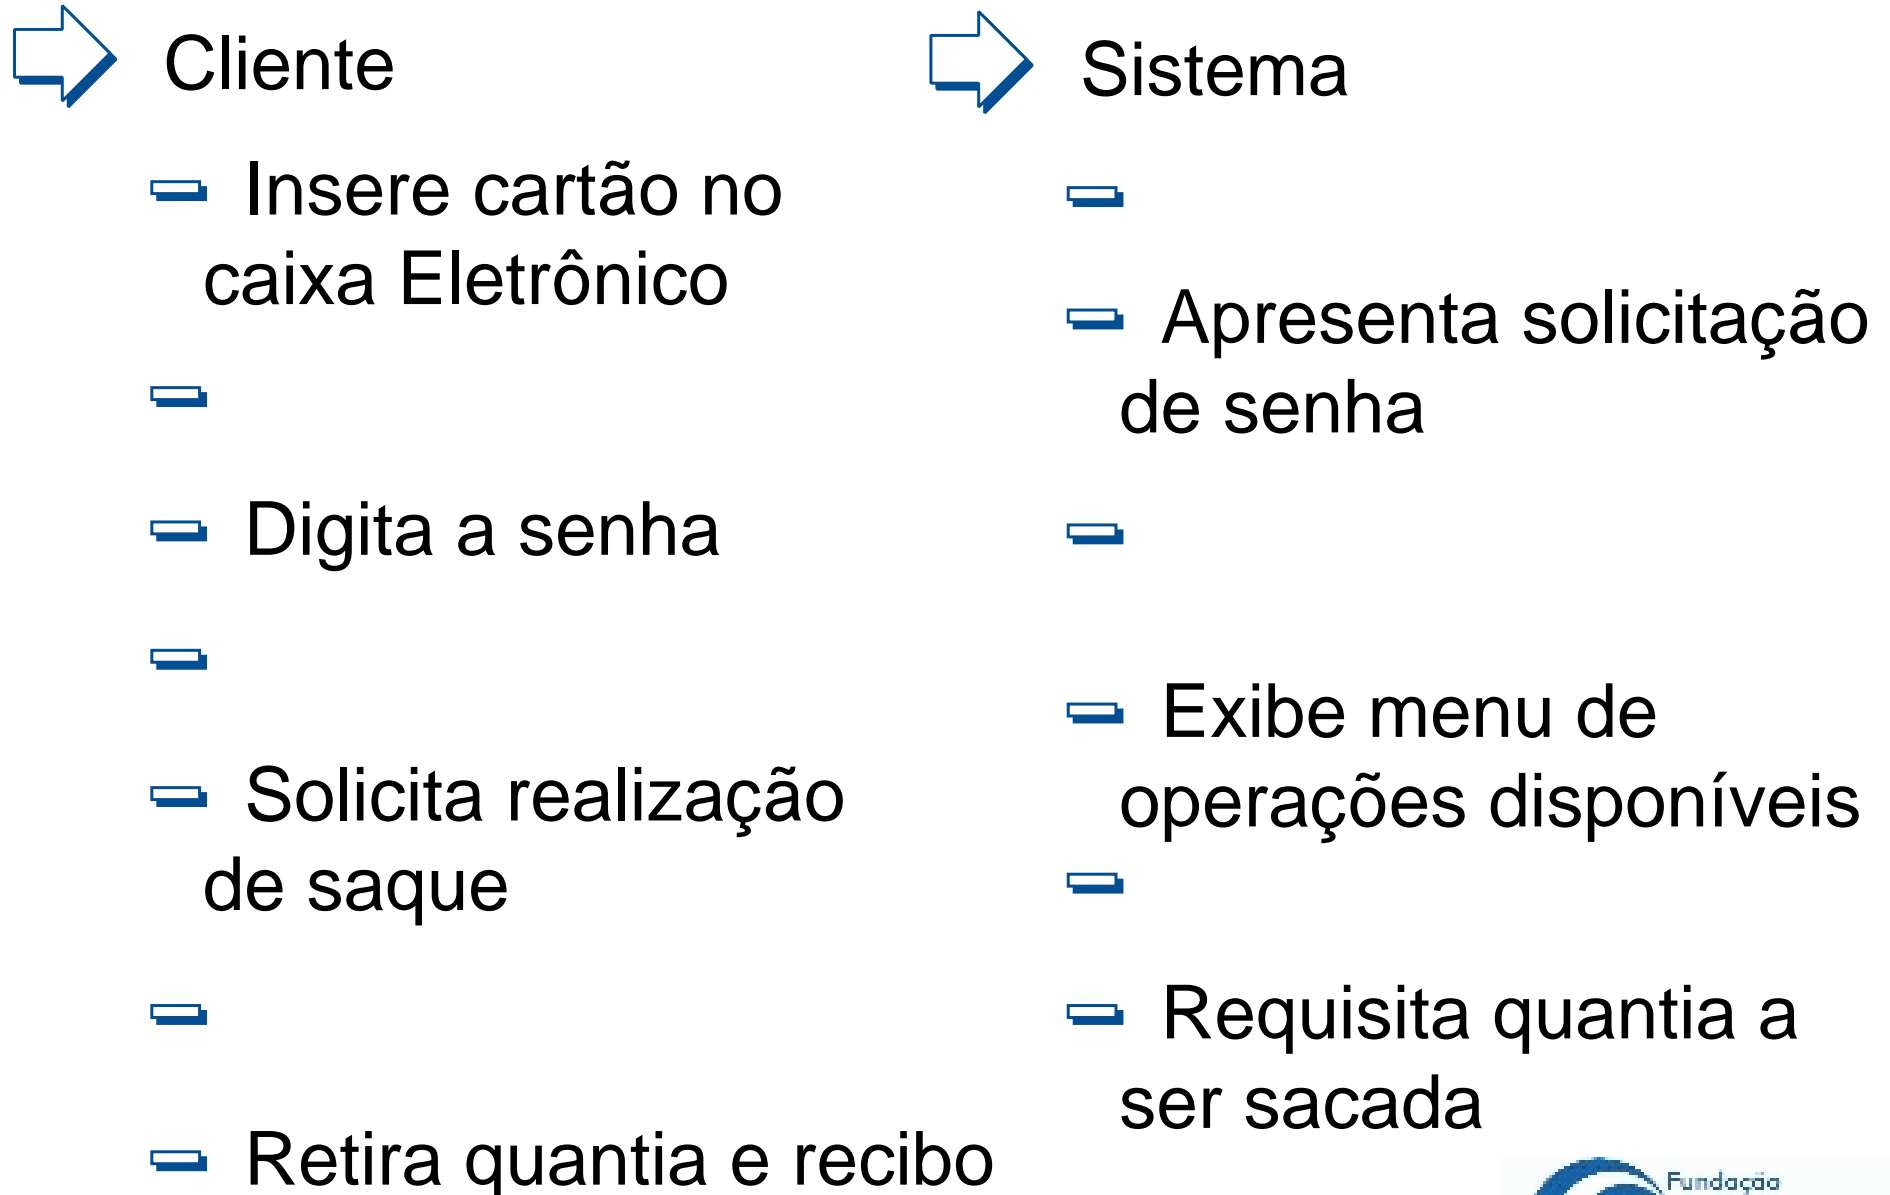 Cliente
Insere cartão no
caixa Eletrônico
Digita a senha
Solicita realização
de saque
Retira quantia e recibo
Sistema
Apresenta solicitação
de senha
Exibe menu de
operações disponíveis
Requisita quantia a
ser sacada
Fundação